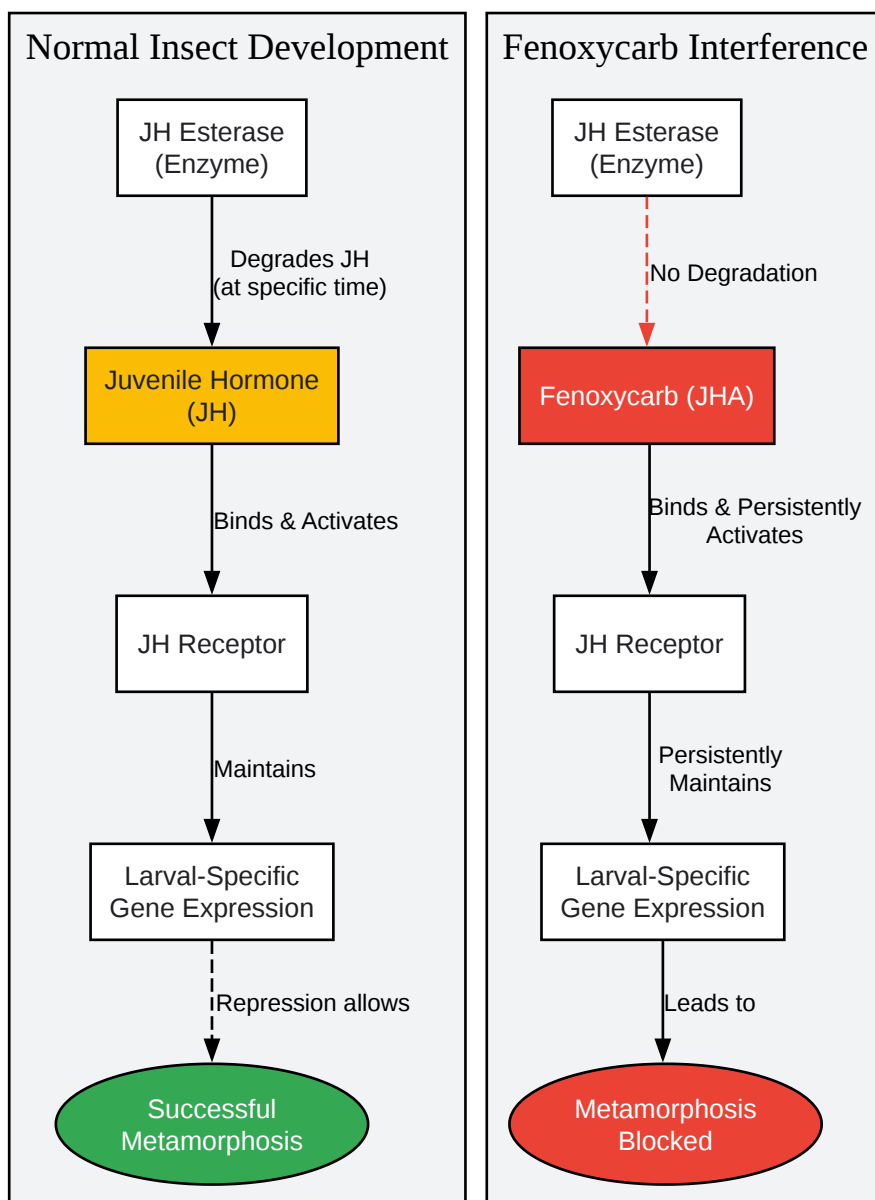 Normal Insect Development
JH Esterase
(Enzyme)
Degrades JH
(at specific time)
Juvenile Hormone
(JH)
Binds & Activates
JH Receptor
Maintains
Larval-Specific
Gene Expression
Repression allows
Successful
Metamorphosis
Fenoxycarb Interference
JH Esterase
(Enzyme)
No Degradation
Fenoxycarb (JHA)
Binds & Persistently
Activates
JH Receptor
Persistently
Maintains
Larval-Specific
Gene Expression
Leads to
Metamorphosis
Blocked